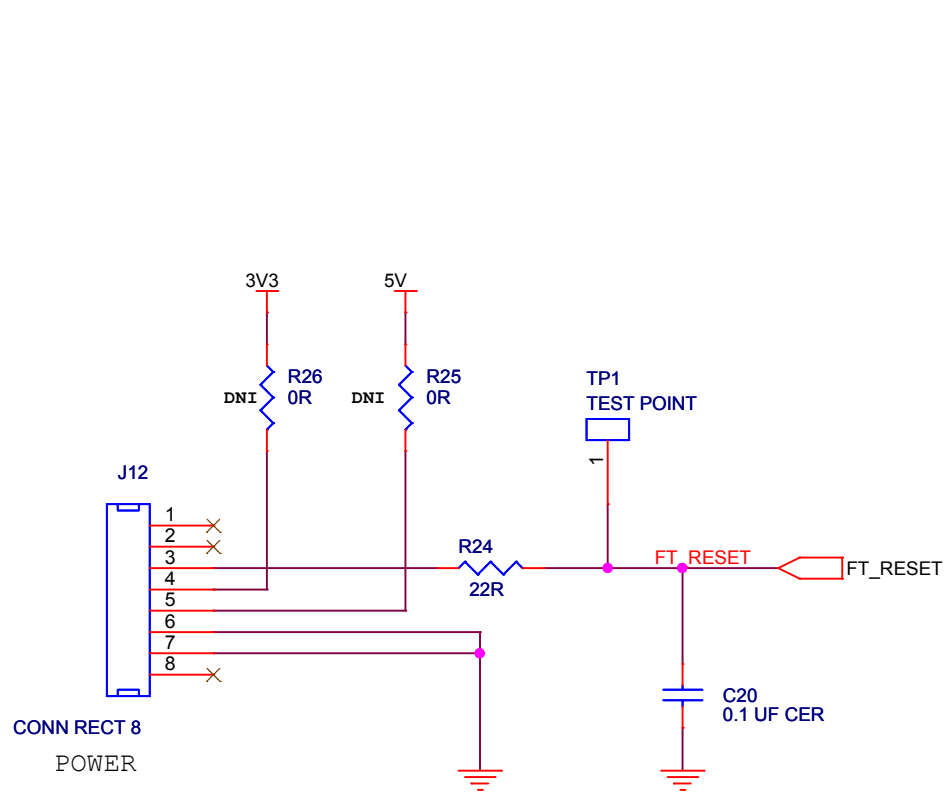 3V3
5V
R26
0R
DNI
R25
0R
DNI
TP1
TEST POINT
1
J12
1
2
3
4
5
6
7
8
R24
22R
FT_RESET
FT_RESET
C20
0.1 UF CER
CONN RECT 8
POWER